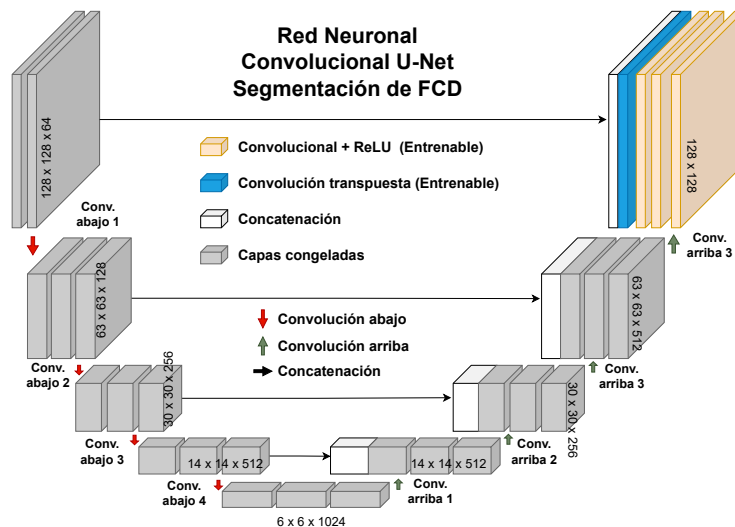 Red Neuronal
Convolucional U-Net
Segmentación de FCD
Convolucional + ReLU (Entrenable)
Convolución transpuesta (Entrenable)
Concatenación
Capas congeladas
Convolución abajo
Convolución arriba
Concatenación
128 x 128 x 64
Conv.
abajo 1
63 x 63 x 128
Conv.
abajo 2
30 x 30 x 256
Conv.
abajo 3
14 x 14 x 512
Conv.
abajo 4
6 x 6 x 1024
Conv.
arriba 1
14 x 14 x 512
Conv.
arriba 2
30 x 30 x 256
Conv.
arriba 3
63 x 63 x 512
Conv.
arriba 3
128 x 128